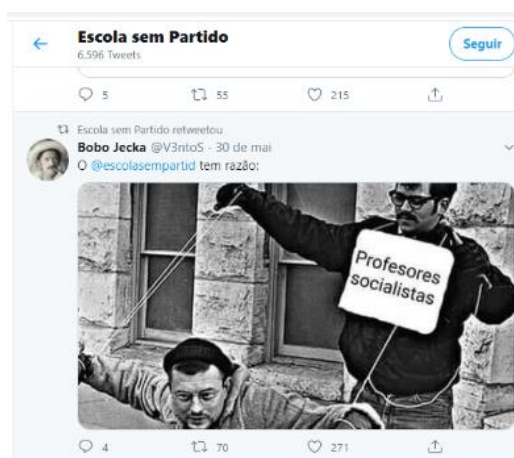 Escola sem Partido
6.596 Tweets
Seguir
5 55 215
Escola sem Partido retweetou
Bobo Jecka @V3ntoS · 30 de mai
O @escolasempartid tem razão:
Profesores
socialistas
4 70 271